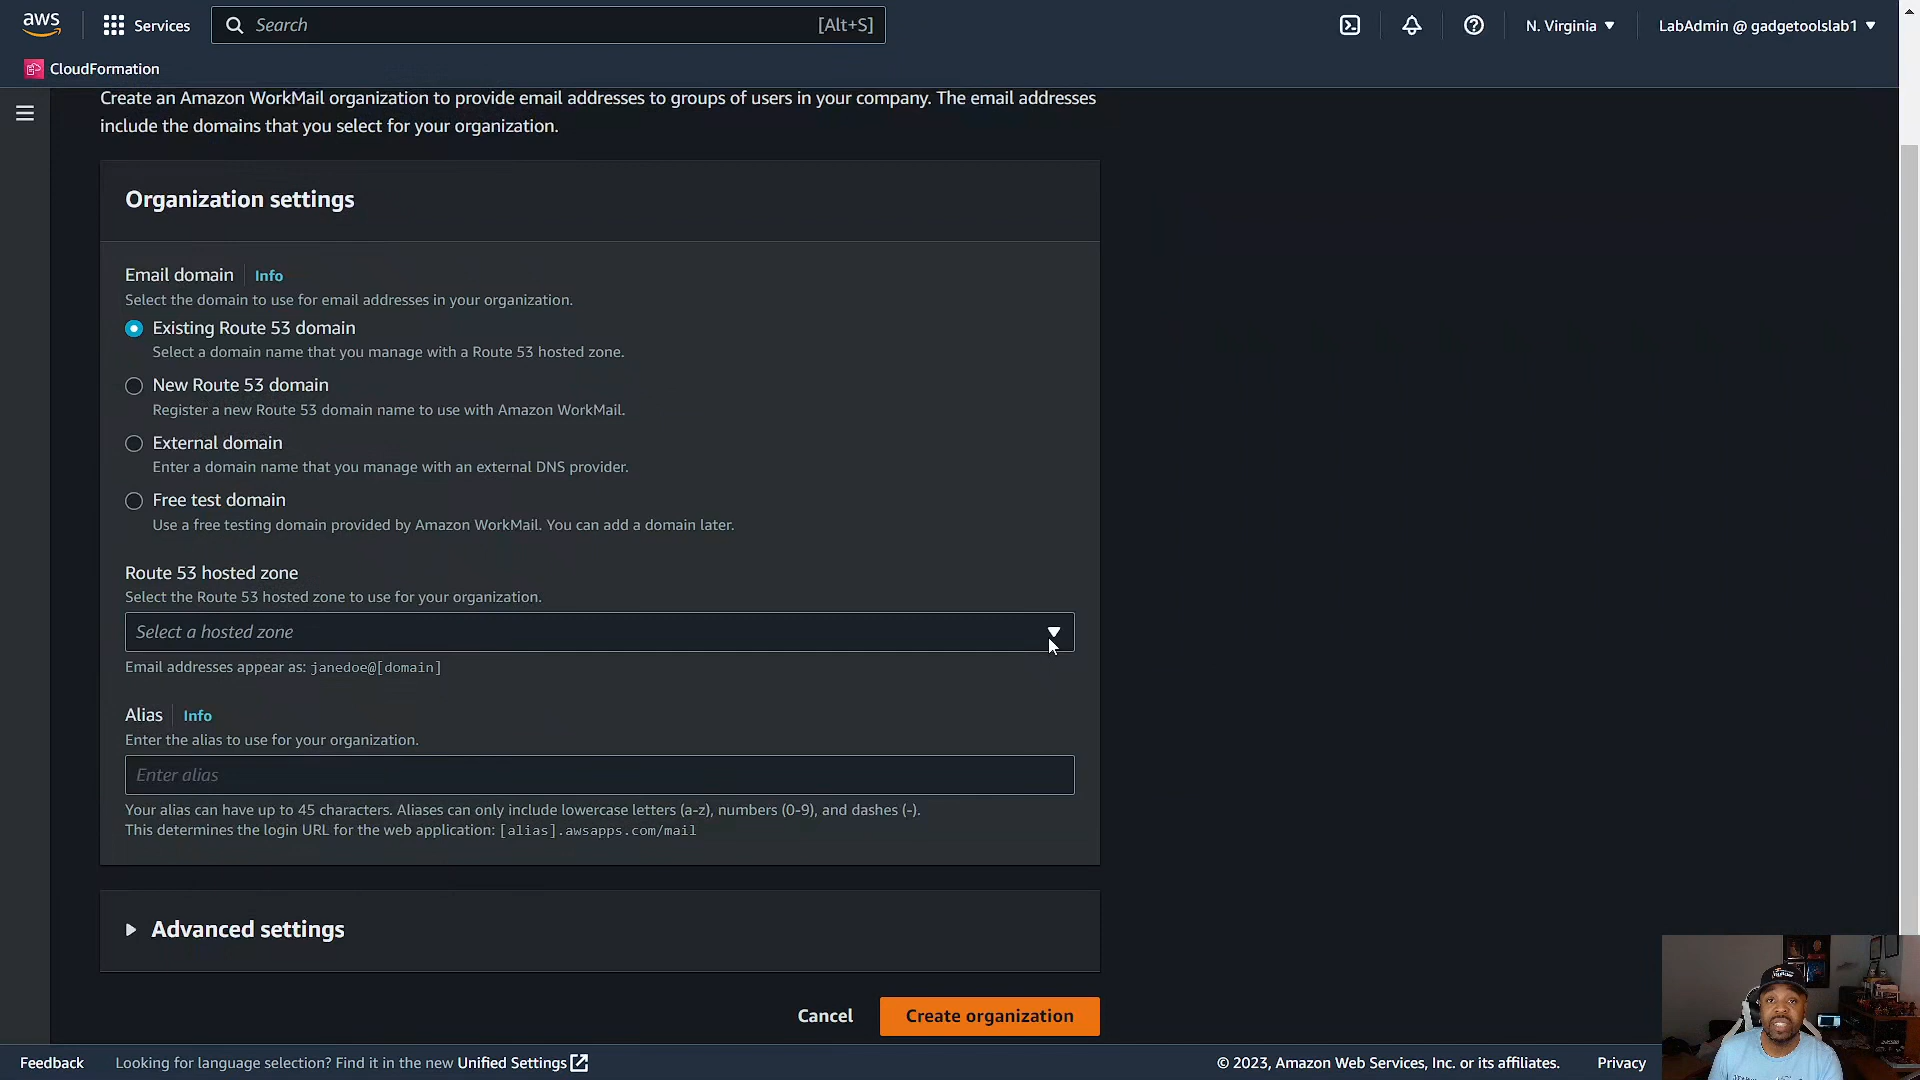 aws
Services
Search
[Alt+S]
N. Virginia
LabAdmin @ gadgetoolslab1
CloudFormation
Create an Amazon WorkMail organization to provide email addresses to groups of users in your company. The email addresses
include the domains that you select for your organization.
Organization settings
Email domain
Info
Select the domain to use for email addresses in your organization.
Existing Route 53 domain
Select a domain name that you manage with a Route 53 hosted zone.
New Route 53 domain
Register a new Route 53 domain name to use with Amazon WorkMail.
External domain
Enter a domain name that you manage with an external DNS provider.
Free test domain
Use a free testing domain provided by Amazon WorkMail. You can add a domain later.
Route 53 hosted zone
Select the Route 53 hosted zone to use for your organization.
Select a hosted zone
Email addresses appear as: janedoe@[domain]
Alias
Info
Enter the alias to use for your organization.
Enter alias
Your alias can have up to 45 characters. Aliases can only include lowercase letters (a-z), numbers (0-9), and dashes (-).
This determines the login URL for the web application: [alias].awsapps.com/mail
Advanced settings
Cancel
Create organization
Feedback
Looking for language selection? Find it in the new Unified Settings
© 2023, Amazon Web Services, Inc. or its affiliates.
Privacy